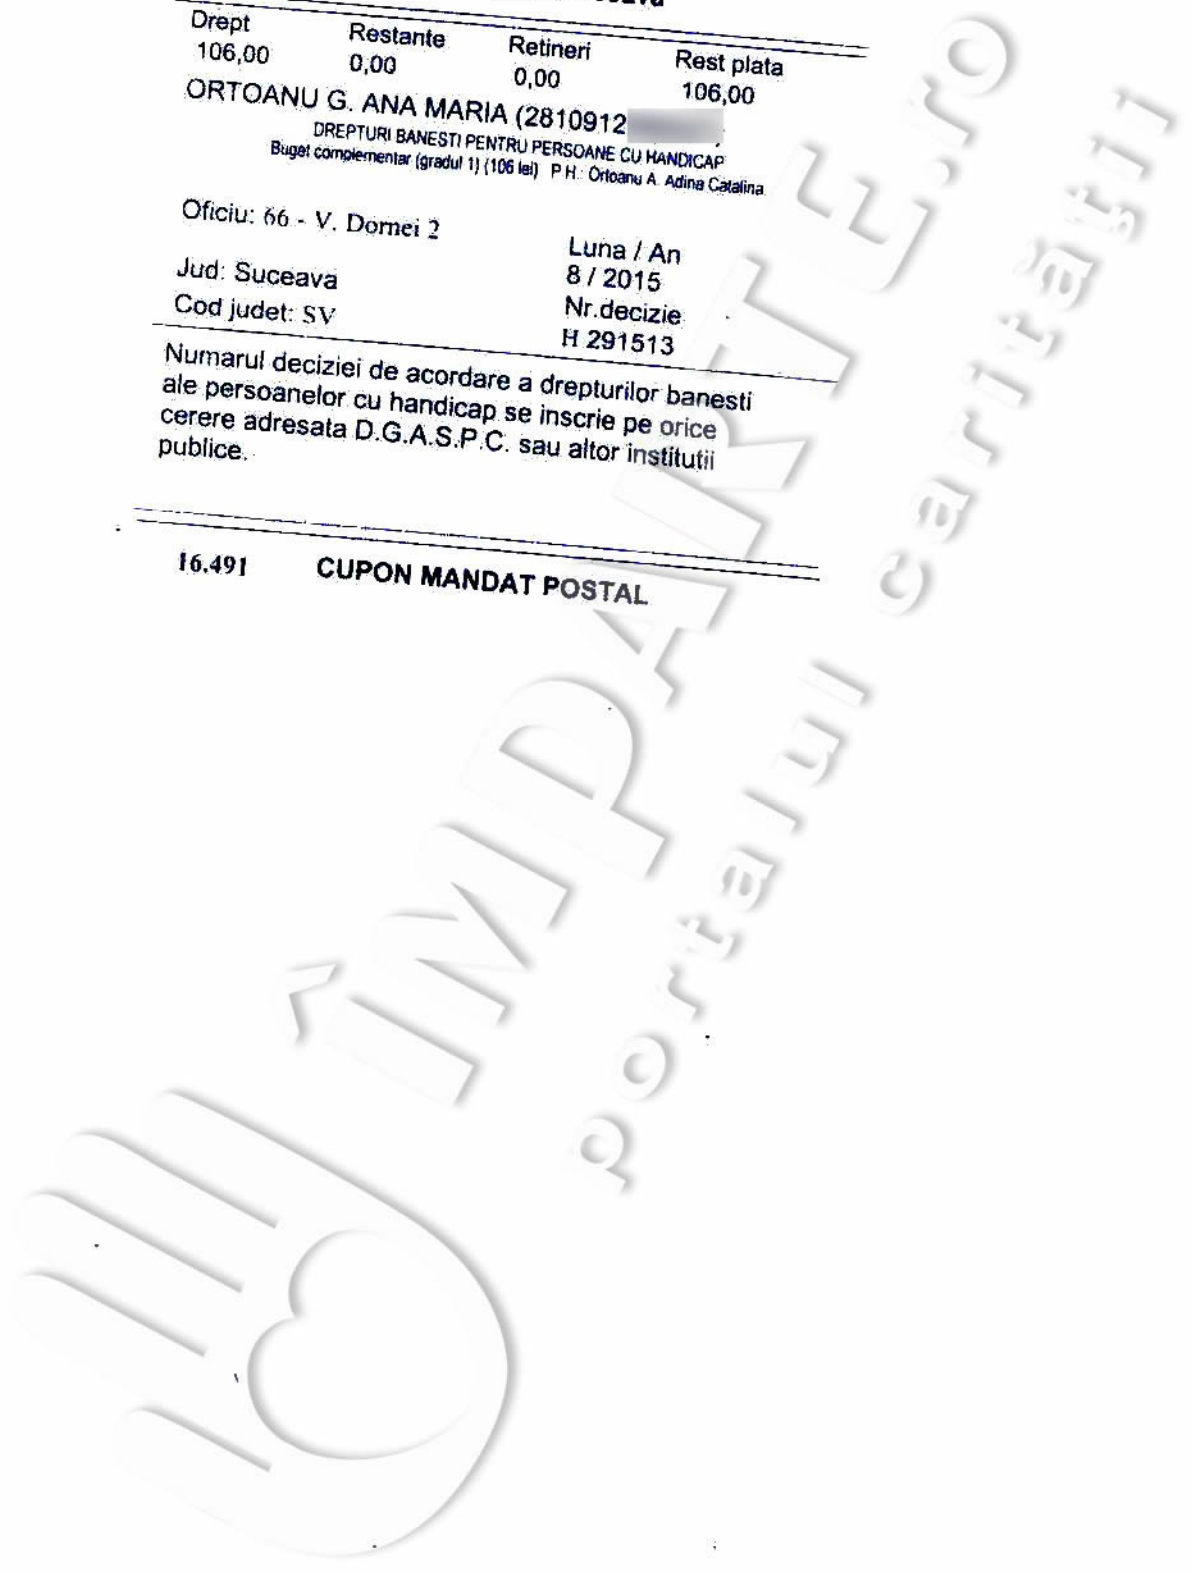 Drept Restante Retineri Rest plata
106,00 0,00 0,00 106,00
ORTOANU G. ANA MARIA (2810912
DREPTURI BANESTI PENTRU PERSOANE CU HANDICAP
Buget complementar (gradul 1) (106 lei) P H.: Ortoanu A. Adina Catalina
Oficiu: 66 - V. Dornei 2
Jud: Suceava
Cod judet: SV
Luna / An
8 / 2015
Nr.decizie
H 291513
Numarul deciziei de acordare a drepturilor banesti
ale persoanelor cu handicap se inscrie pe orice
cerere adresata D.G.A.S.P.C. sau altor institutii
publice.
16.491 CUPON MANDAT POSTAL
ÎMPARTE.ro
portalul carităţii